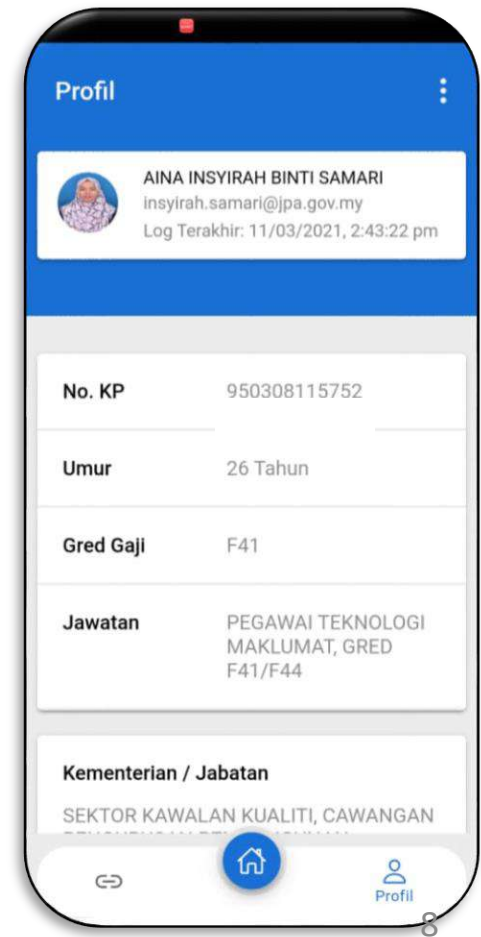 Profil
AINA INSYIRAH BINTI SAMARI
insyirah.samari@jpa.gov.my
Log Terakhir: 11/03/2021, 2:43:22 pm
No. KP 950308115752
Umur 26 Tahun
Gred Gaji F41
Jawatan PEGAWAI TEKNOLOGI
MAKLUMAT, GRED
F41/F44
Kementerian / Jabatan
SEKTOR KAWALAN KUALITI, CAWANGAN
Profil
8